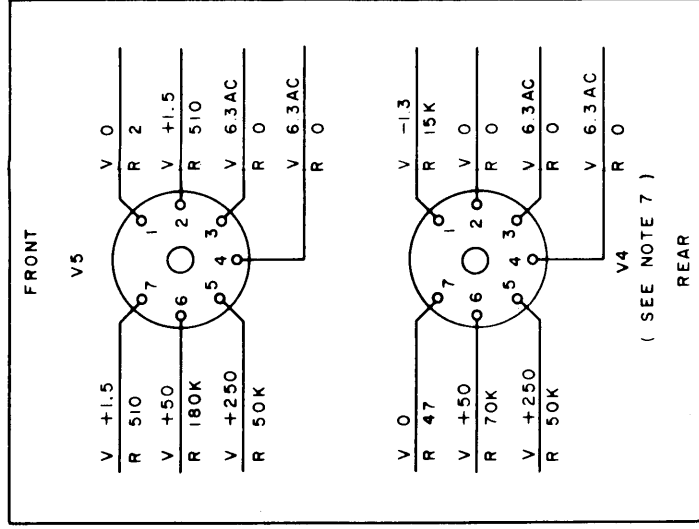 FRONT
V5
V 0
R 2
V +1.5
R 510
V 6.3AC
R 0
V 6.3AC
R 0
1
2
3
4
5
6
7
V +1.5
R 510
V +50
R 180K
V +250
R 50K
V -1.3
R 15K
V 0
R 0
V 6.3AC
R 0
V 6.3AC
R 0
1
2
3
4
5
6
7
V 0
R 47
V +50
R 70K
V +250
R 50K
V4
( SEE NOTE 7 )
REAR